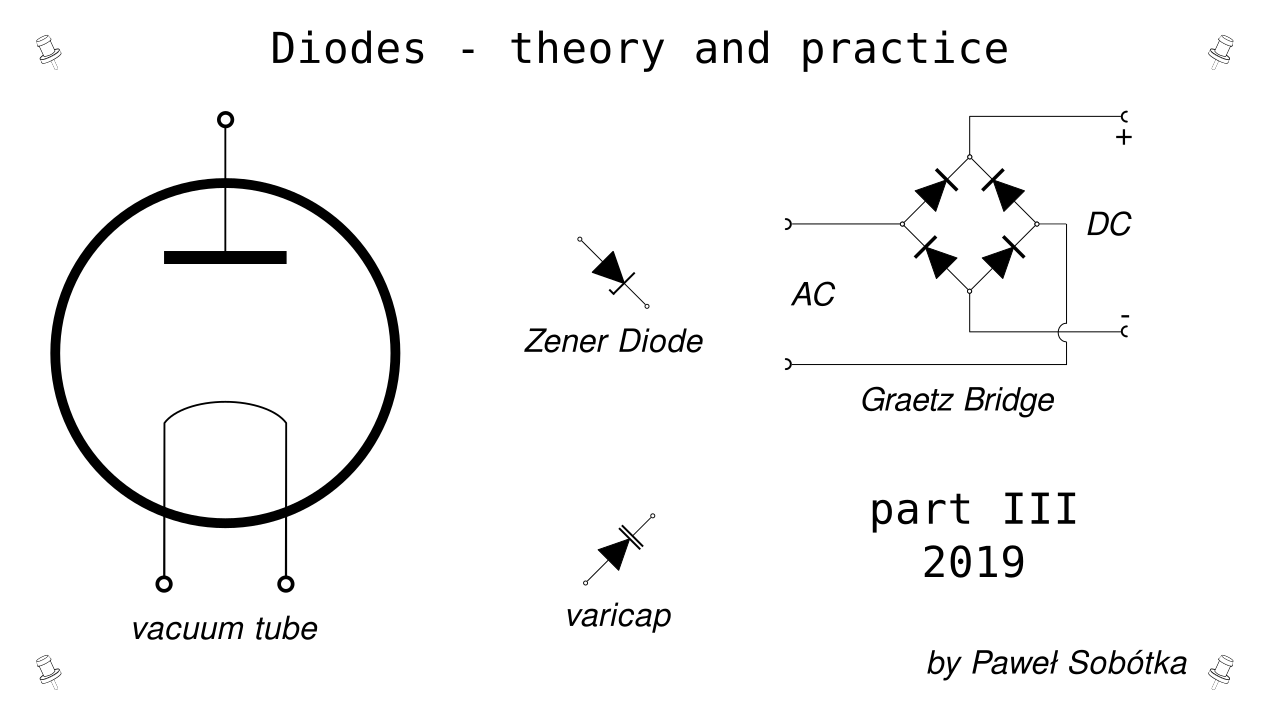 Diodes - theory and practice
+
DC
AC
-
Zener Diode
Graetz Bridge
part III
2019
varicap
vacuum tube
by Paweł Sobótka